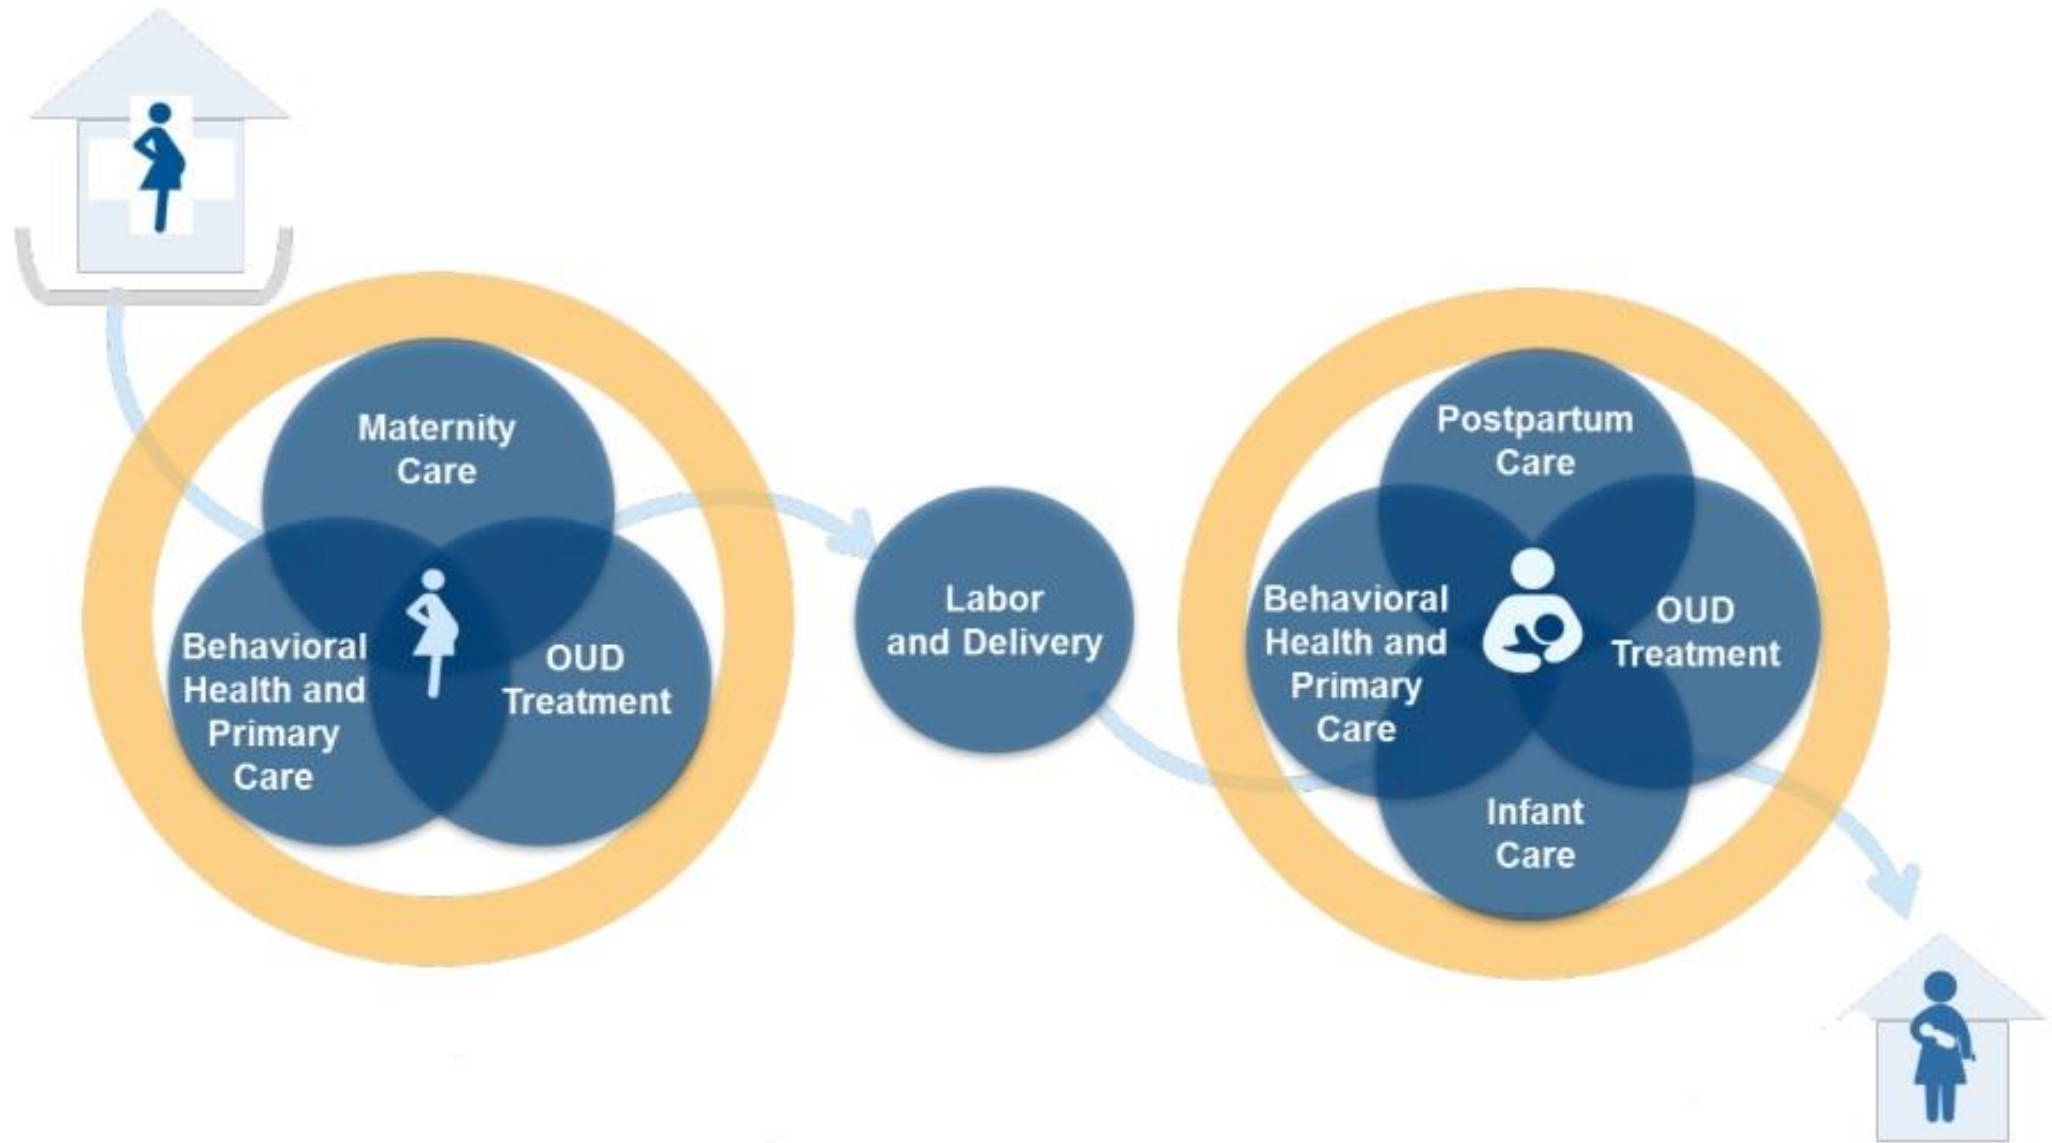 Maternity
Care
Behavioral
Health and
Primary
Care
OUD
Treatment
Labor
and Delivery
Postpartum
Care
Behavioral
Health and
Primary
Care
OUD
Treatment
Infant
Care